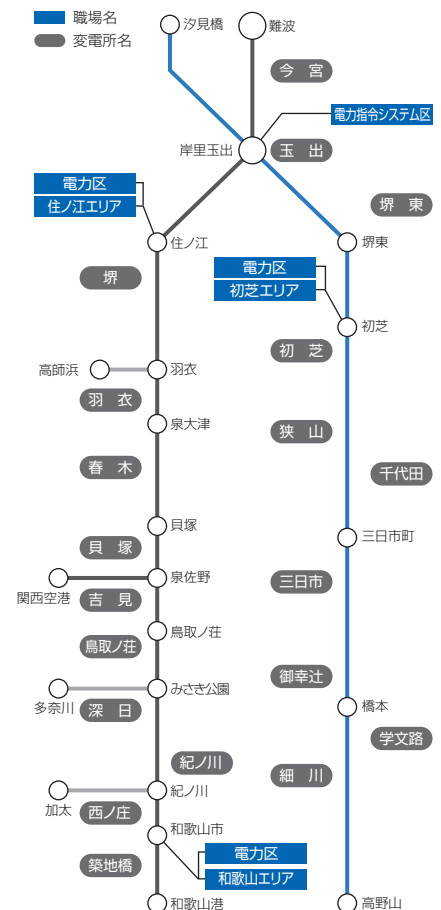 職場名
変電所名
汐見橋
難波
今宮
電力指令システム区
岸里玉出
玉出
電力区
住ノ江エリア
堺東
住ノ江
堺東
電力区
初芝エリア
堺
初芝
初芝
高師浜
羽衣
羽衣
泉大津
狭山
春木
千代田
貝塚
三日市町
貝塚
泉佐野
三日市
関西空港
吉見
鳥取ノ荘
鳥取ノ荘
御幸辻
みさき公園
多奈川
深日
橋本
学文路
紀ノ川
細川
紀ノ川
加太
西ノ庄
和歌山市
電力区
和歌山エリア
築地橋
和歌山港
高野山